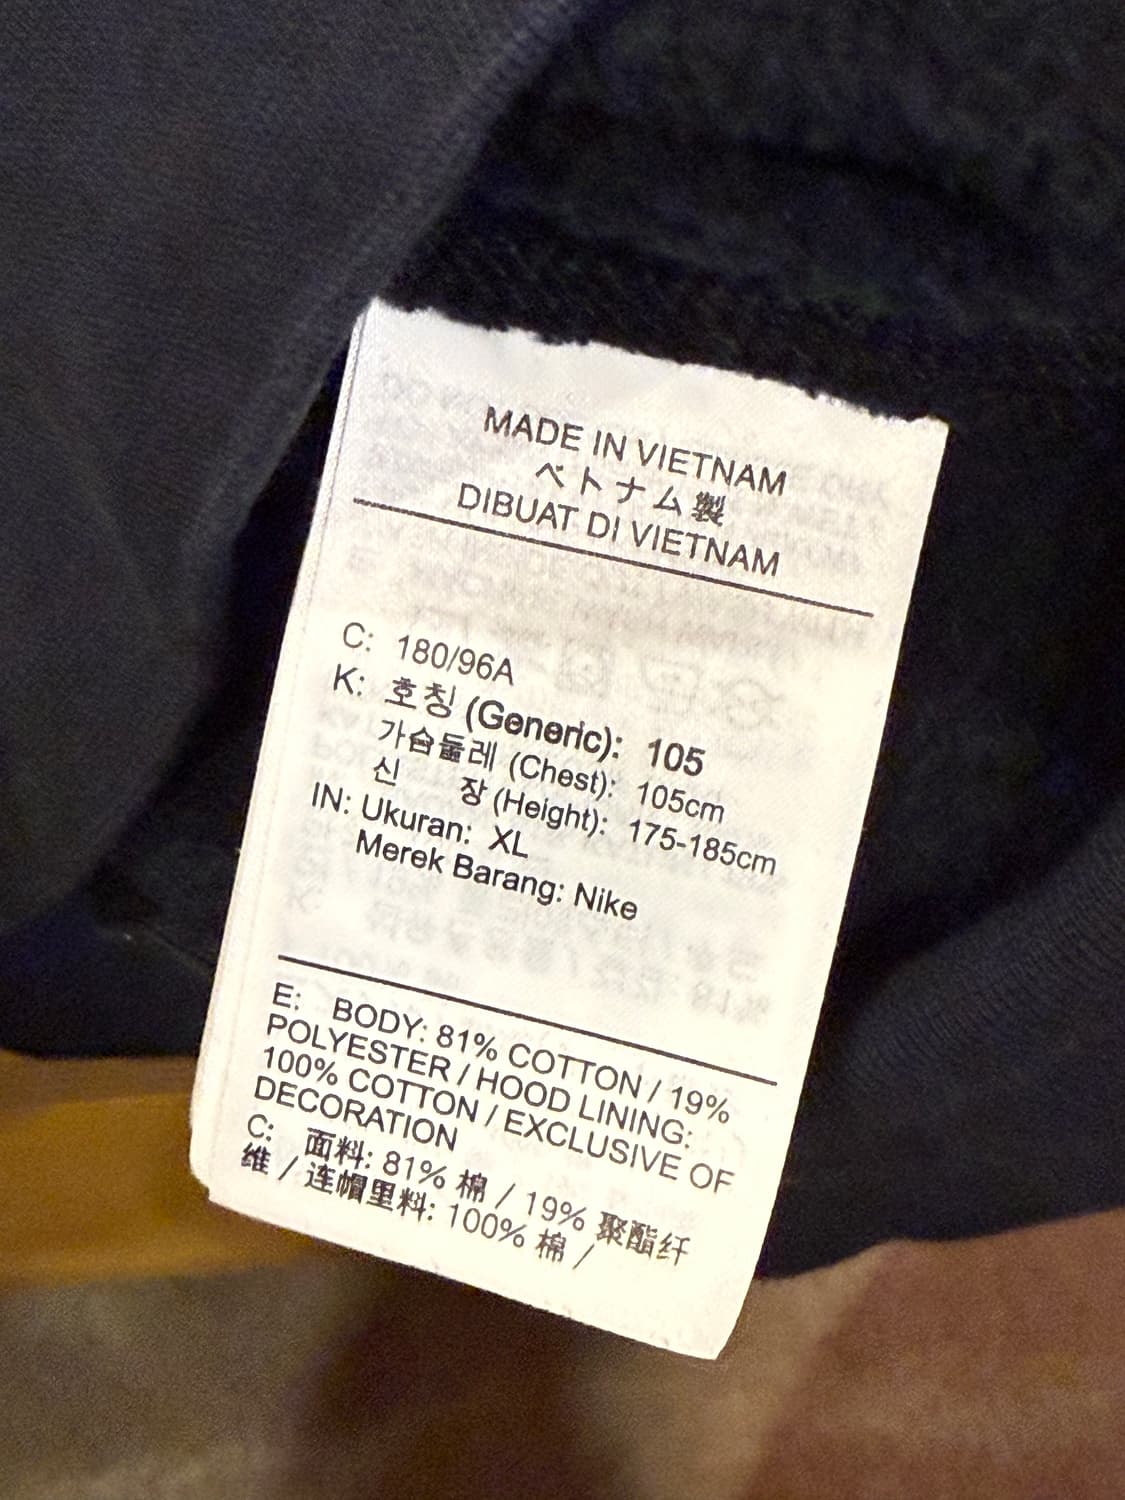 MADE IN VIETNAM
ベトナム製
DIBUAT DI VIETNAM
C: 180/96A
K: 호칭 (Generic): 105
가슴둘레 (Chest): 105cm
신 장 (Height): 175-185cm
IN: Ukuran: XL
Merek Barang: Nike
E: BODY: 81% COTTON / 19%
POLYESTER / HOOD LINING:
100% COTTON / EXCLUSIVE OF
DECORATION
C: 面料: 81% 棉 / 19% 聚酯纤
维 / 连帽里料: 100% 棉 /